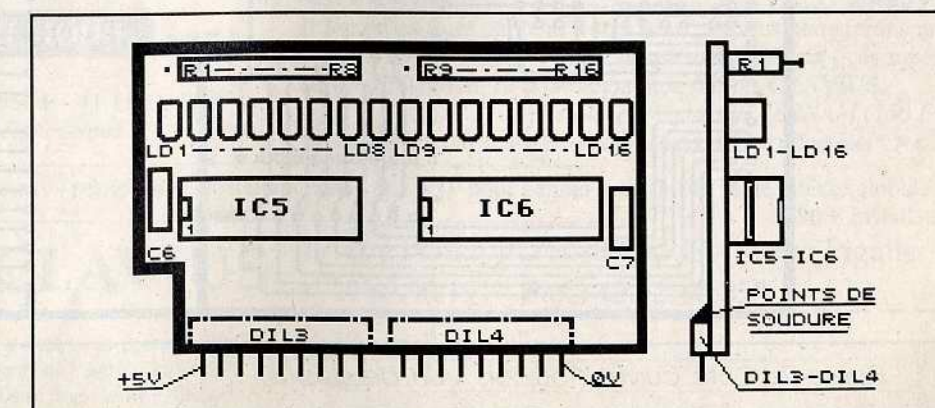 R1-----R8
R9-----R16
R1
LD1-----LD8 LD9-----LD16
LD1-LD16
IC5
IC6
1
1
C6
C7
IC5-IC6
POINTS DE
SOUDURE
DIL3
DIL4
+5V
0V
DIL3-DIL4